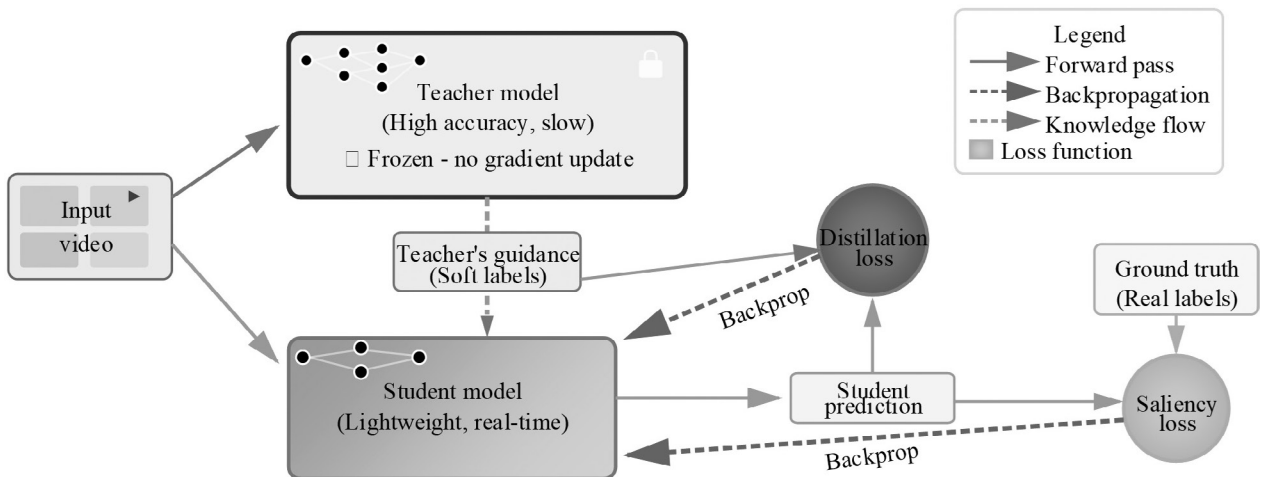 Legend
Forward pass
Backpropagation
Knowledge flow
Loss function
Teacher model
(High accuracy, slow)
Frozen - no gradient update
Input
video
Teacher's guidance
(Soft labels)
Distillation
loss
Ground truth
(Real labels)
Backprop
Student model
(Lightweight, real-time)
Student
prediction
Saliency
loss
Backprop